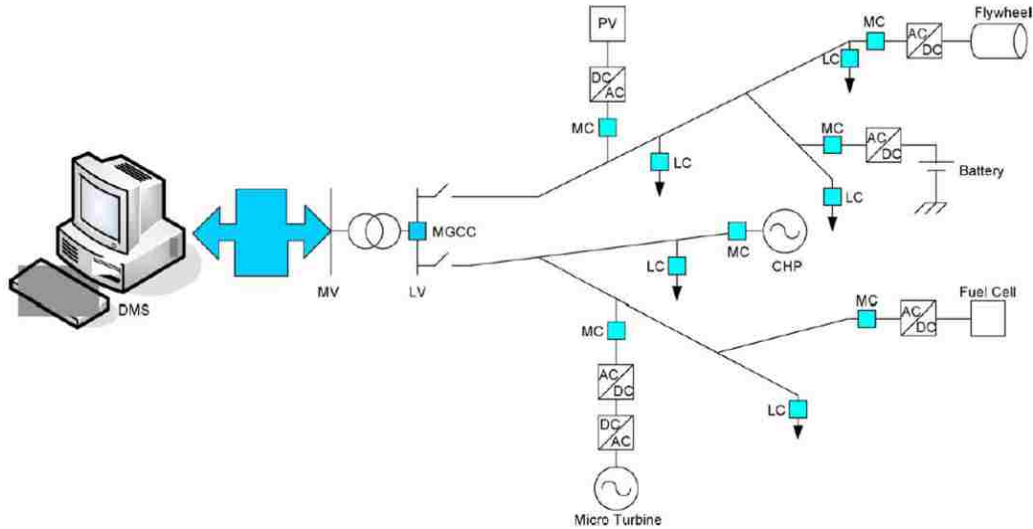 PV
DC
AC
MC
LC
LC
MC
AC
DC
Flywheel
MC
AC
DC
Battery
LC
DMS
MV
LV
MGCC
LC
MC
CHP
MC
AC
DC
DC
AC
Micro Turbine
MC
AC
DC
Fuel Cell
LC